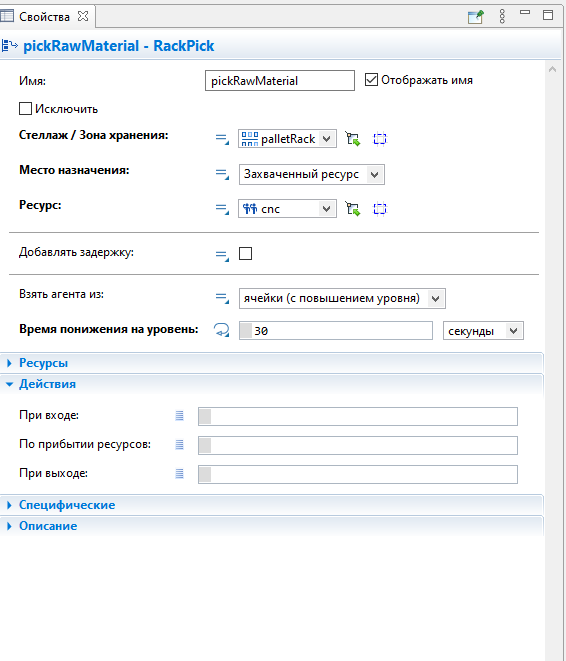 Свойства
pickRawMaterial - RackPick
Имя: pickRawMaterial Отображать имя
Исключить
Стеллаж / Зона хранения: palletRack
Место назначения: Захваченный ресурс
Ресурс: cnc
Добавлять задержку:
Взять агента из: ячейки (с повышением уровня)
Время понижения на уровень: 30 секунды
Ресурсы
Действия
При входе:
По прибытии ресурсов:
При выходе:
Специфические
Описание